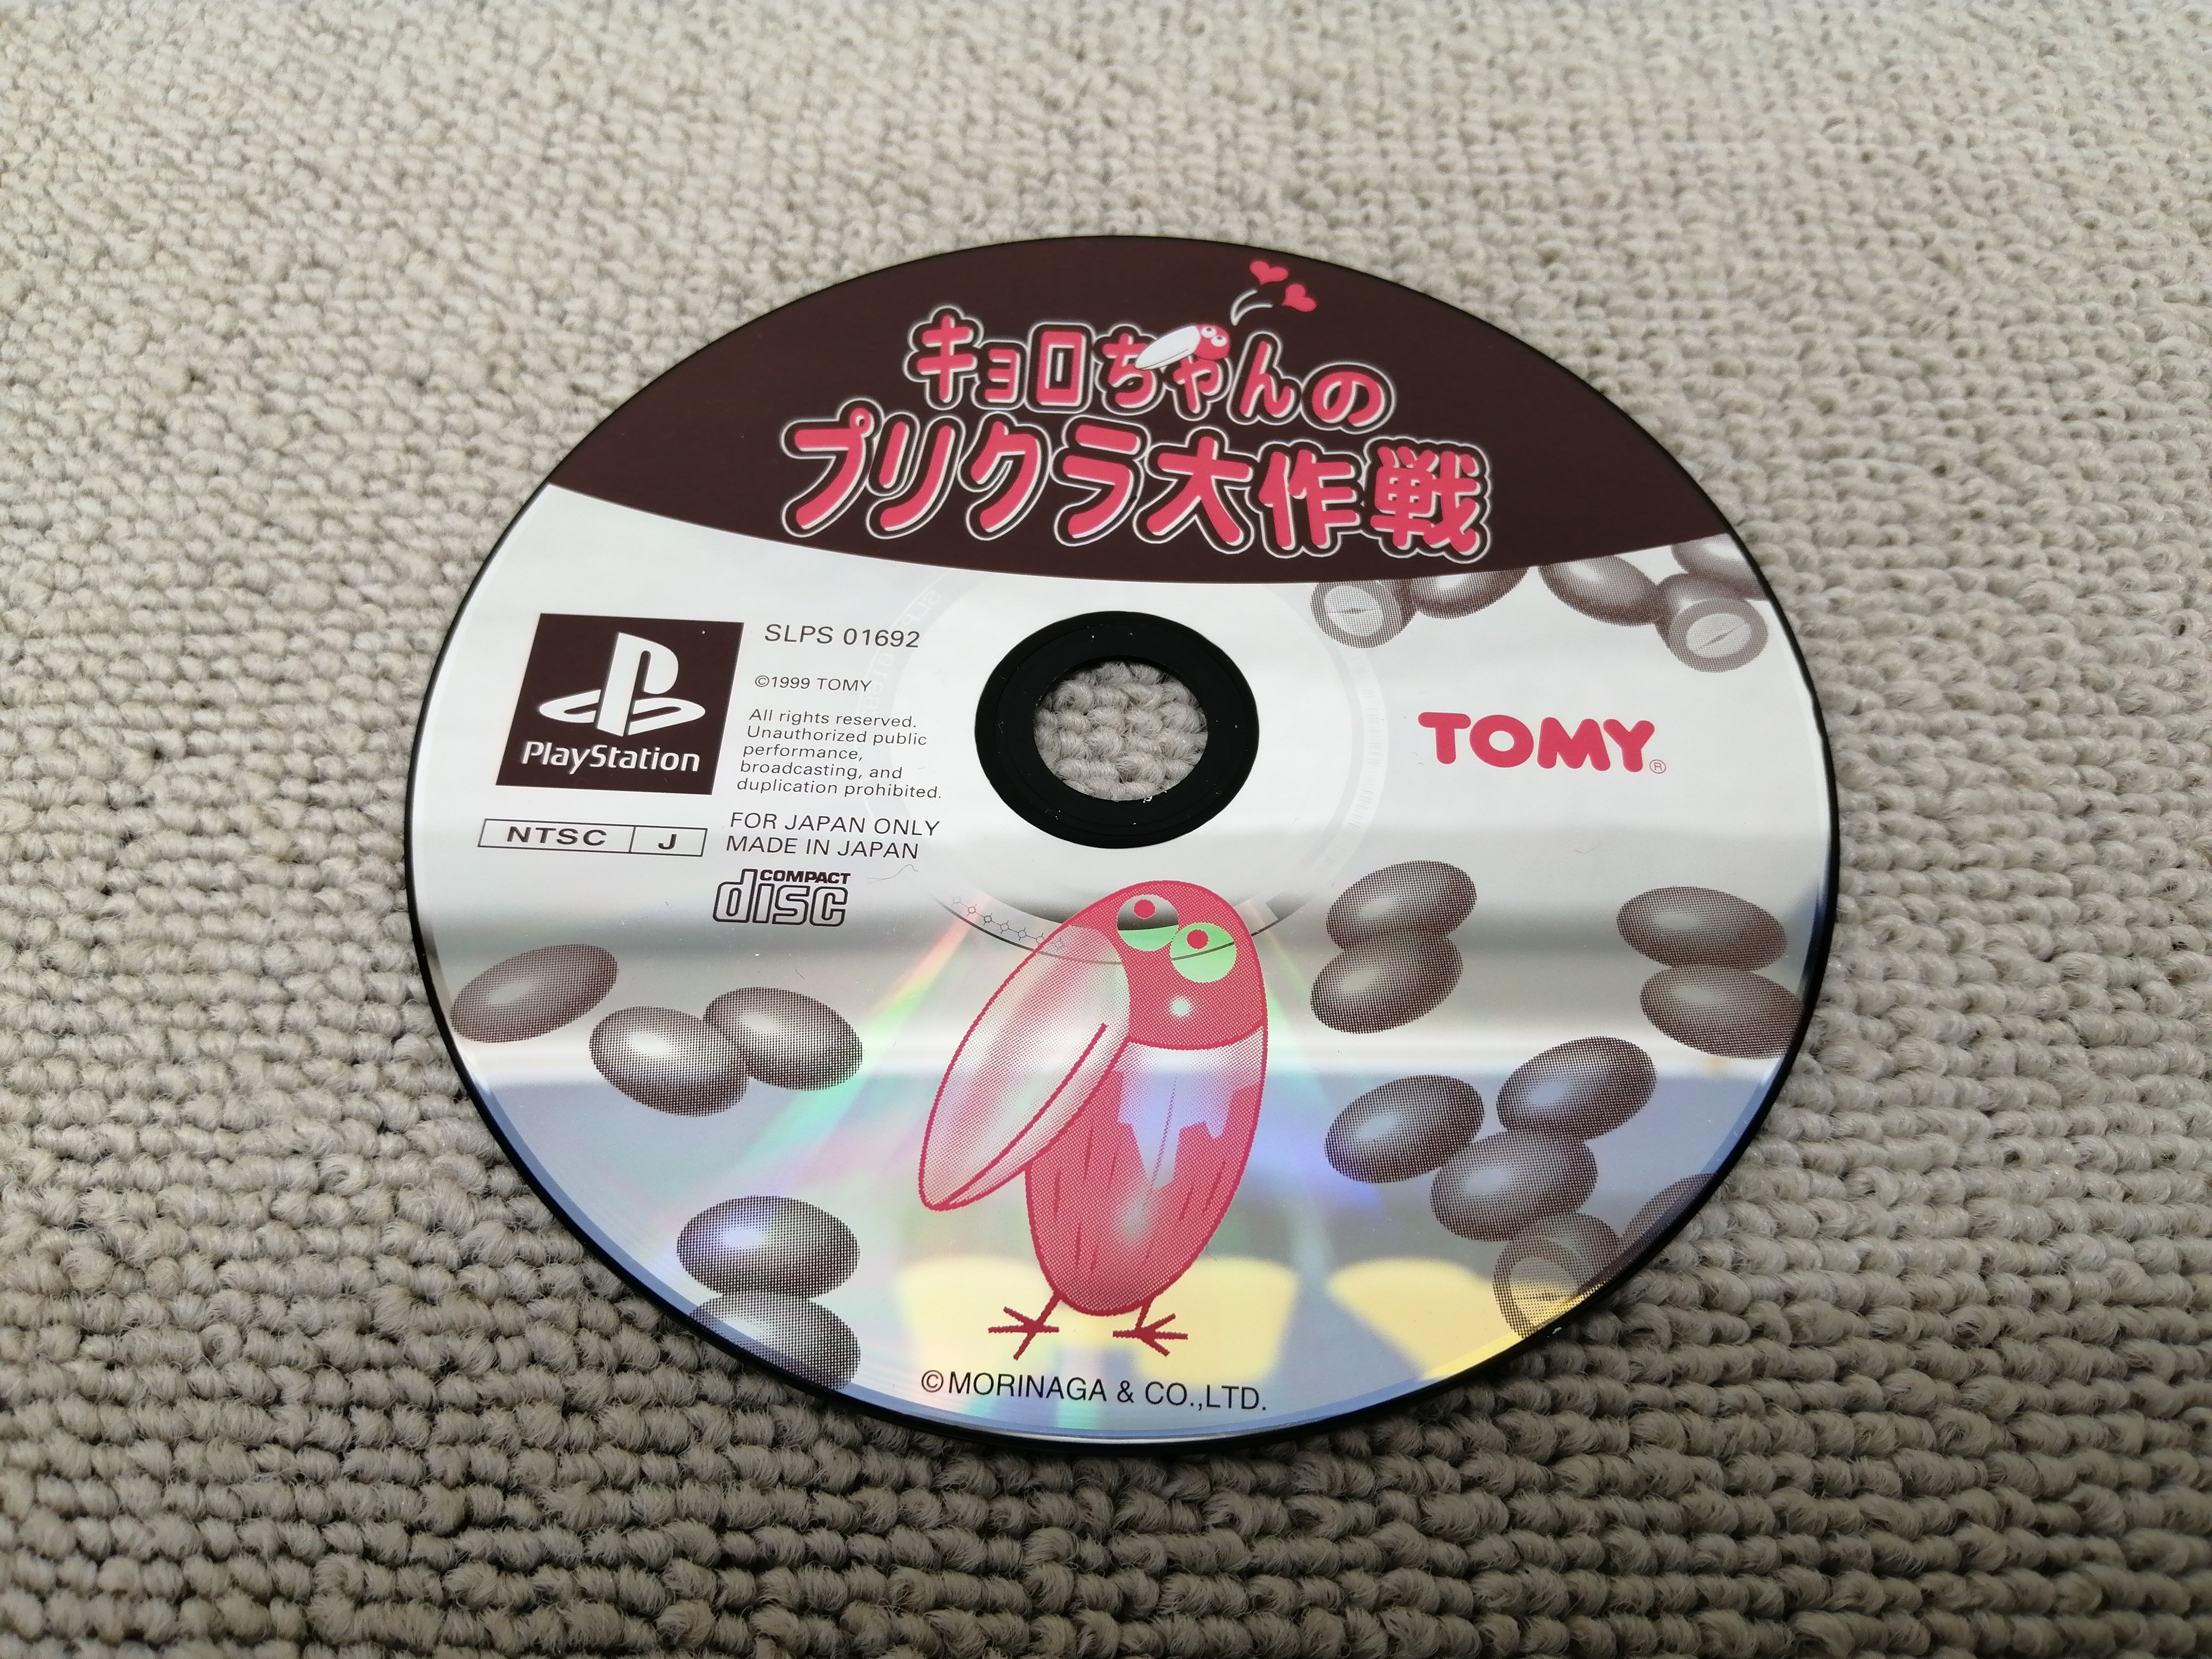 キョロちゃんの
プリクラ大作戦
PlayStation
SLPS 01692
©1999 TOMY
All rights reserved.
Unauthorized public
performance,
broadcasting, and
duplication prohibited.
NTSC J
FOR JAPAN ONLY
MADE IN JAPAN
COMPACT
disc
TOMY®
©MORINAGA & CO.,LTD.